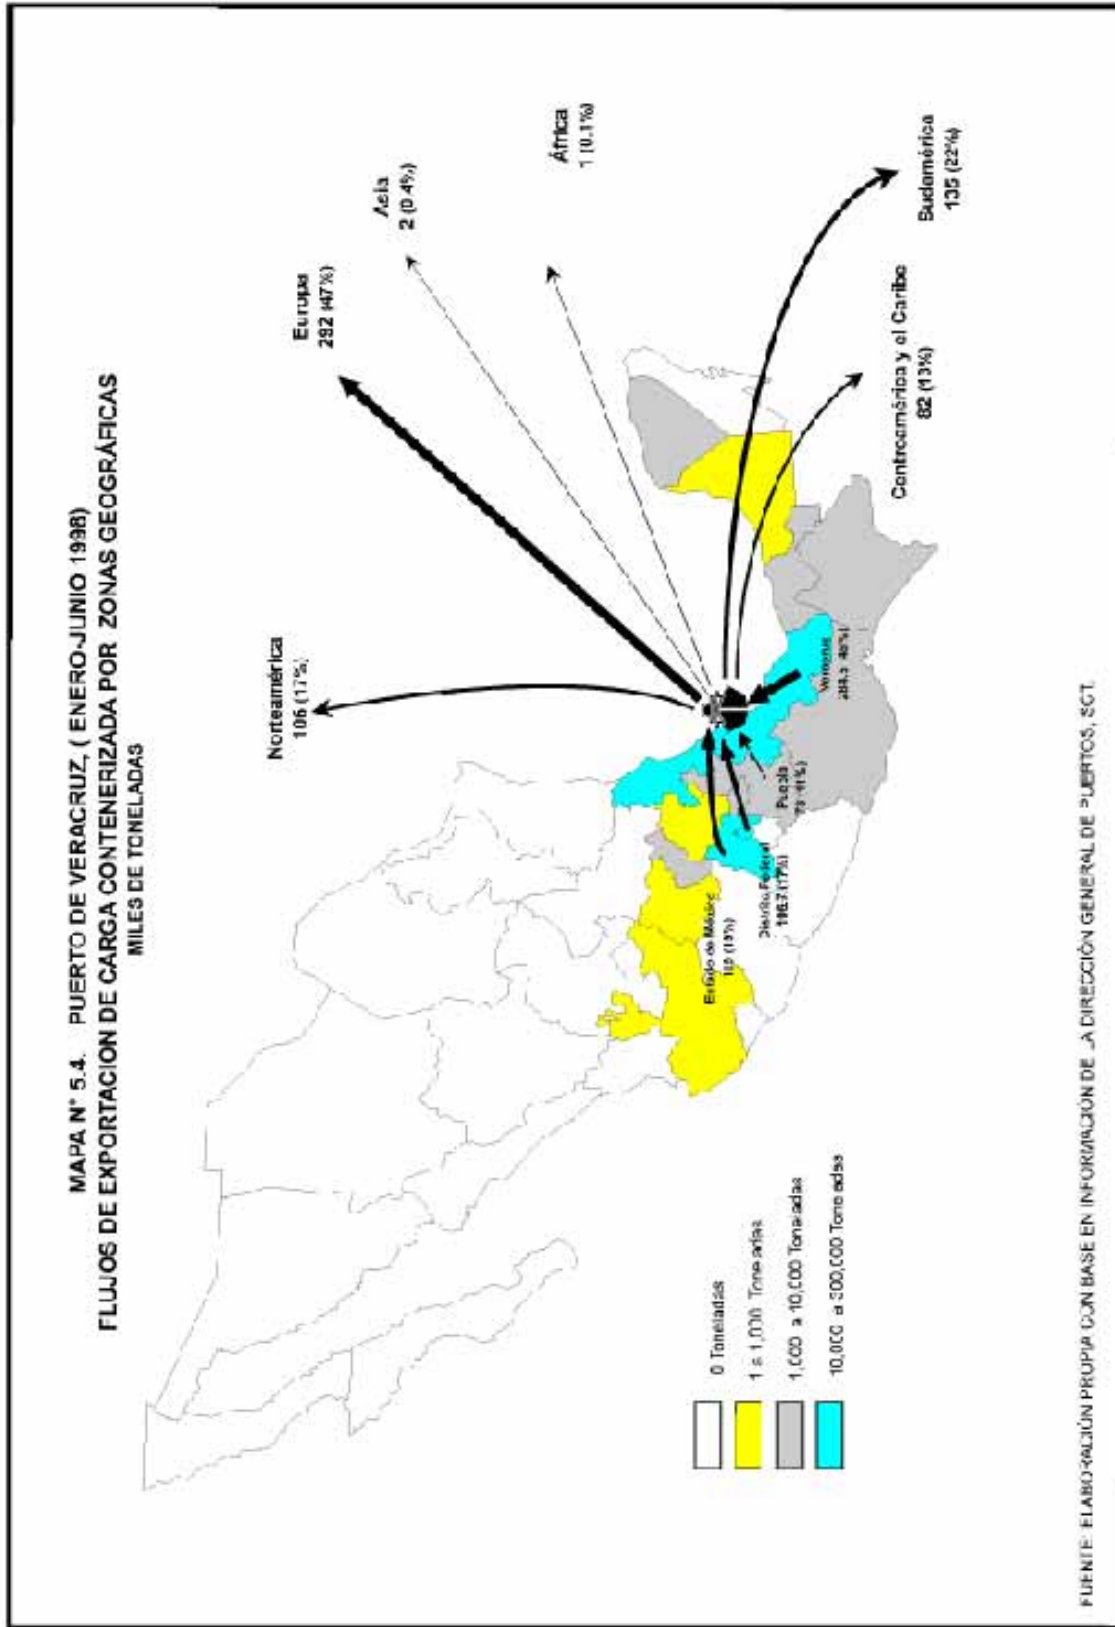 MAPA N° 5.4. PUERTO DE VERACRUZ, ( ENERO-JUNIO 1998)
FLUJOS DE EXPORTACION DE CARGA CONTENERIZADA POR ZONAS GEOGRÁFICAS
MILES DE TONELADAS
Norteamérica
106 (17%)
Europa
292 (47%)
Asia
2 (0.4%)
África
1 (0.1%)
Sudamérica
135 (22%)
Centroamérica y el Caribe
82 (13%)
Veracruz
Puebla
Distrito Federal
(17%)
Estado de México
0 Toneladas
1 a 1,000 Toneladas
1,000 a 10,000 Toneladas
10,000 a 300,000 Toneladas
FUENTE: ELABORACIÓN PROPIA CON BASE EN INFORMACIÓN DE LA DIRECCIÓN GENERAL DE PUERTOS, SCT.